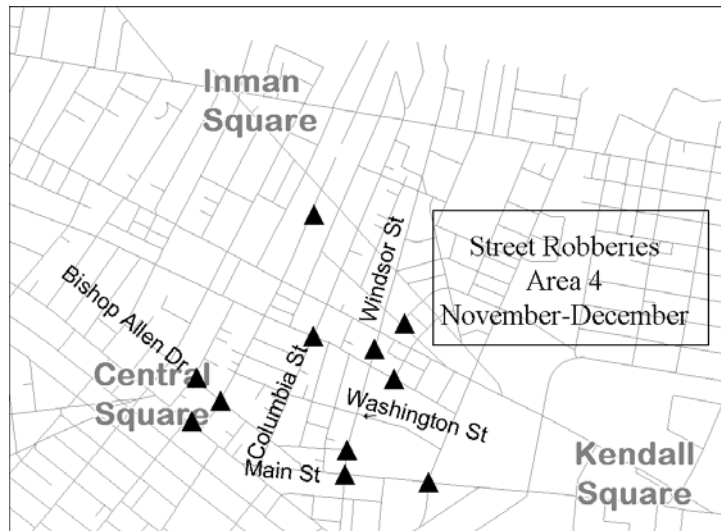 Inman
Square
Windsor St
Street Robberies
Area 4
November-December
Bishop Allen Dr
Central
Square
Columbia St
Washington St
Main St
Kendall
Square